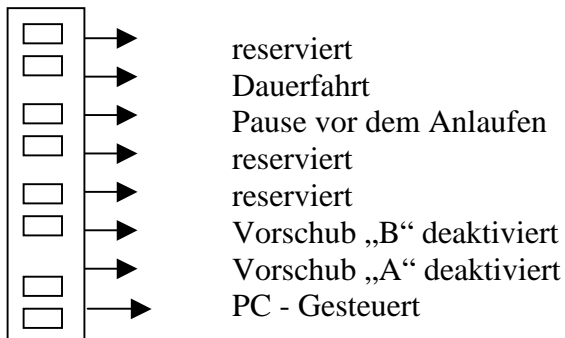 reserviert
Dauerfahrt
Pause vor dem Anlaufen
reserviert
reserviert
Vorschub „B“ deaktiviert
Vorschub „A“ deaktiviert
PC - Gesteuert